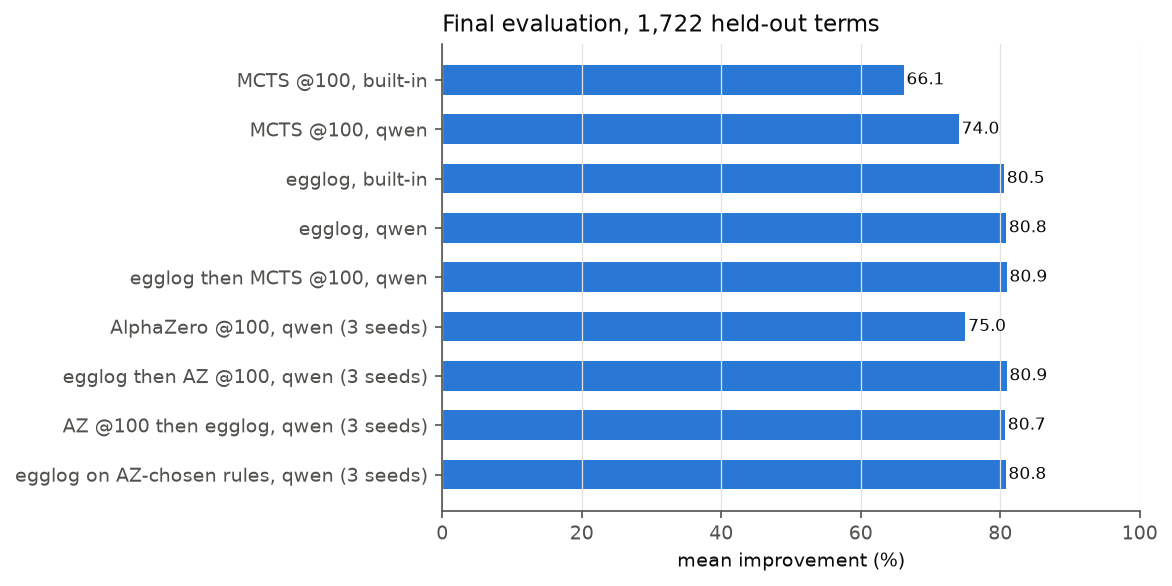 Final evaluation, 1,722 held-out terms
MCTS @100, built-in 66.1
MCTS @100, qwen 74.0
egglog, built-in 80.5
egglog, qwen 80.8
egglog then MCTS @100, qwen 80.9
AlphaZero @100, qwen (3 seeds) 75.0
egglog then AZ @100, qwen (3 seeds) 80.9
AZ @100 then egglog, qwen (3 seeds) 80.7
egglog on AZ-chosen rules, qwen (3 seeds) 80.8
0 20 40 60 80 100
mean improvement (%)